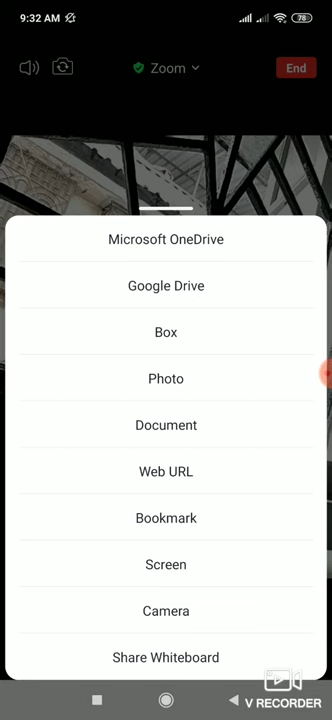 9:32 AM
78
Zoom
End
Microsoft OneDrive
Google Drive
Box
Photo
Document
Web URL
Bookmark
Screen
Camera
Share Whiteboard
V RECORDER